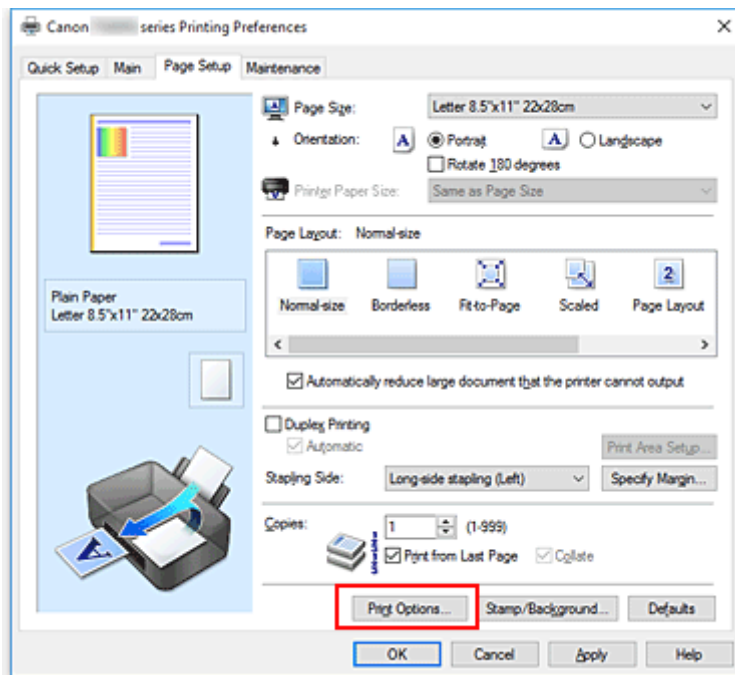 Canon series Printing Preferences
Quick Setup Main Page Setup Maintenance
Page Size: Letter 8.5"x11" 22x28cm
Orientation: A Portrait A Landscape
Rotate 180 degrees
Printer Paper Size: Same as Page Size
Page Layout: Normal-size
2
Normal-size Borderless Fit-to-Page Scaled Page Layout
Plain Paper
Letter 8.5"x11" 22x28cm
Automatically reduce large document that the printer cannot output
Duplex Printing
Automatic
Print Area Setup...
Stapling Side: Long-side stapling (Left) Specify Margin...
Copies: 1 (1-999)
Print from Last Page Collate
A
Print Options... Stamp/Background... Defaults
OK Cancel Apply Help